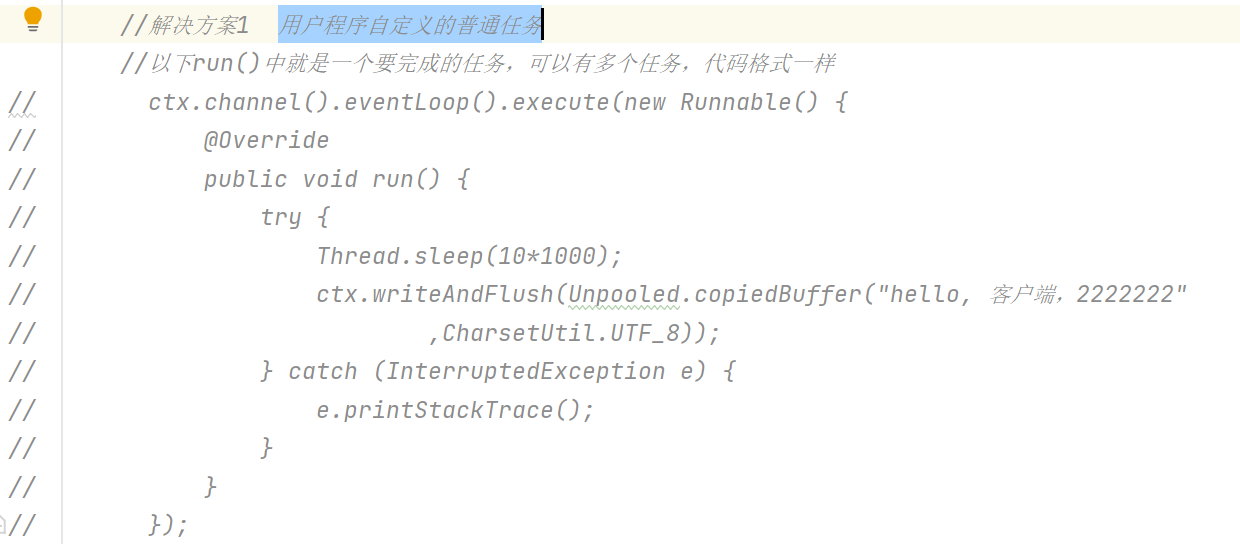 //解决方案1  用户程序自定义的普通任务
//以下run()中就是一个要完成的任务，可以有多个任务，代码格式一样
//        ctx.channel().eventLoop().execute(new Runnable() {
//            @Override
//            public void run() {
//                try {
//                    Thread.sleep(10*1000);
//                    ctx.writeAndFlush(Unpooled.copiedBuffer("hello, 客户端，2222222"
//                            ,CharsetUtil.UTF_8));
//                } catch (InterruptedException e) {
//                    e.printStackTrace();
//                }
//            }
//        });